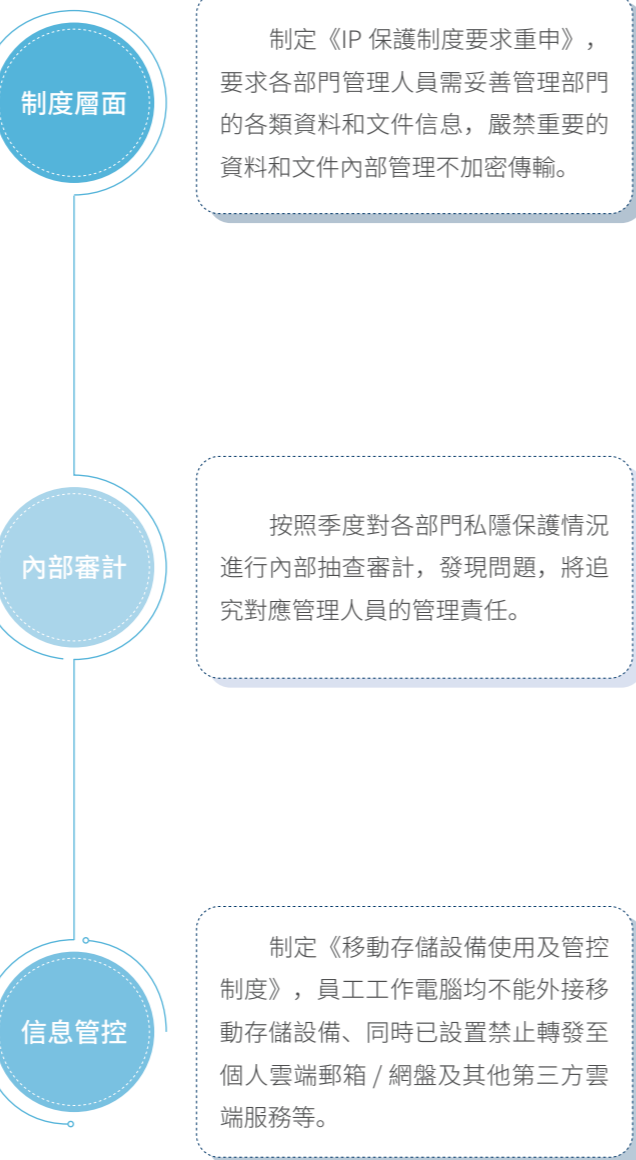 制度層面
制定《IP 保護制度要求重申》，
要求各部門管理人員需妥善管理部門
的各類資料和文件信息，嚴禁重要的
資料和文件內部管理不加密傳輸。
內部審計
按照季度對各部門私隱保護情況
進行內部抽查審計，發現問題，將追
究對應管理人員的管理責任。
信息管控
制定《移動存儲設備使用及管控
制度》，員工工作電腦均不能外接移
動存儲設備、同時已設置禁止轉發至
個人雲端郵箱 / 網盤及其他第三方雲
端服務等。